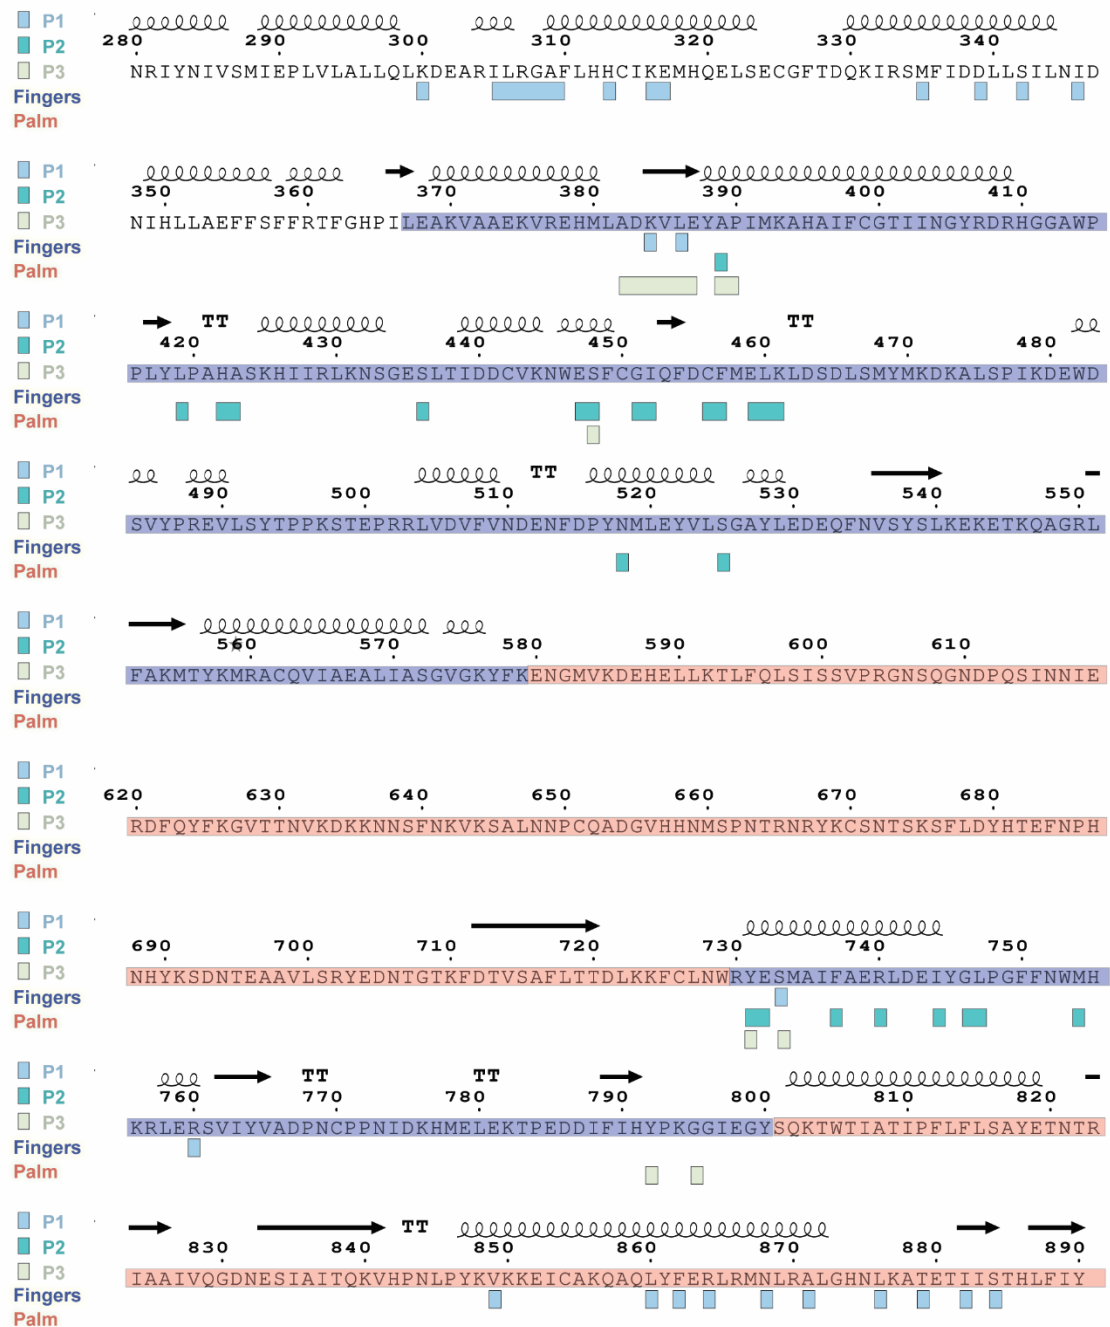 P1
P2 280 290 300 310 320 330 340
P3 NRIYNIVSMIEPLVLALLQLKDEARILRGAFLHHCIKEMHQELSECGFTDQKIRSMFIDDLLSILNID
Fingers
Palm
P1
P2 350 360 370 380 390 400 410
P3 NIHLLAEFFSFFRTFGHPILEAKVAAEKVREHMLADKVLEYAPIMKAHAIFCGTIINGYRDRHGGAWP
Fingers
Palm
P1 TT TT
P2 420 430 440 450 460 470 480
P3 PLYLPAHASKHIIRLKNSGESLTIDDCVKNWESFCGIQFDCFMELKLDSDLSMYMKDKALSPIKDEWD
Fingers
Palm
P1 TT
P2 490 500 510 520 530 540 550
P3 SVYPREVLSYTPPKSTEPRRLVDVFVNDENFDPYNMLEYVLSGAYLEDEQFNVSYSLKEKETKQAGRL
Fingers
Palm
P1
P2 560 570 580 590 600 610
P3 FAKMTYKMRACQVIAEALIASGVGKYFKENGMVKDEHELLKTLFQLSISSVPRGNSQGNDPQSINNIE
Fingers
Palm
P1
P2 620 630 640 650 660 670 680
P3 RDFQYFKGVTTNVKDKKNNSFNKVKSALNNPCQADGVHHNMSPNTRNRYKCSNTSKSFLDYHTEFNPH
Fingers
Palm
P1
P2 690 700 710 720 730 740 750
P3 NHYKSDNTEAAVLSRYEDNTGTKFDTVSAFLTTDLKKFCLNWRYESMAIFAERLDEIYGLPGFFNWMH
Fingers
Palm
P1 TT TT
P2 760 770 780 790 800 810 820
P3 KRLERSVIYVADPNCPPNIDKHMELEKTPEDDIFIHYPKGGIEGYSQKTWTIATIPFLFLSAYETNTR
Fingers
Palm
P1 TT
P2 830 840 850 860 870 880 890
P3 IAAIVQGDNESIAITQKVHPNLPYKVKKEICAKQAQLYFERLRMNLRALGHNLKATETIISTHLFIY
Fingers
Palm